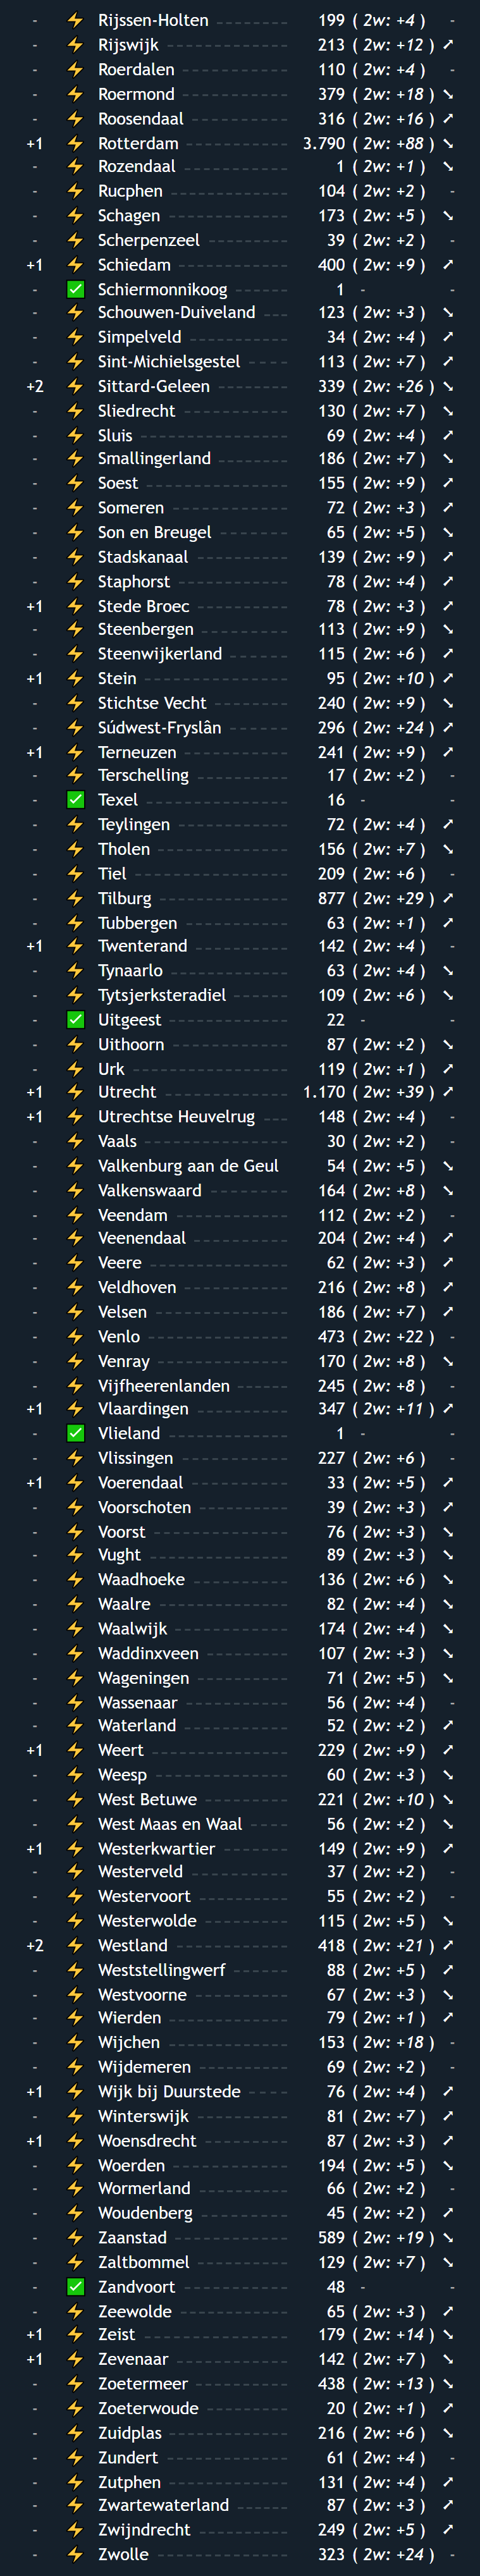 - ⚡ Rijssen-Holten 199 ( 2w: +4 ) -
- ⚡ Rijswijk 213 ( 2w: +12 ) ➚
- ⚡ Roerdalen 110 ( 2w: +4 ) -
- ⚡ Roermond 379 ( 2w: +18 ) ➘
- ⚡ Roosendaal 316 ( 2w: +16 ) ➚
+1 ⚡ Rotterdam 3.790 ( 2w: +88 ) ➘
- ⚡ Rozendaal 1 ( 2w: +1 ) ➘
- ⚡ Rucphen 104 ( 2w: +2 ) -
- ⚡ Schagen 173 ( 2w: +5 ) ➘
- ⚡ Scherpenzeel 39 ( 2w: +2 ) -
+1 ⚡ Schiedam 400 ( 2w: +9 ) ➚
- ✅ Schiermonnikoog 1 - -
- ⚡ Schouwen-Duiveland 123 ( 2w: +3 ) ➘
- ⚡ Simpelveld 34 ( 2w: +4 ) ➚
- ⚡ Sint-Michielsgestel 113 ( 2w: +7 ) ➚
+2 ⚡ Sittard-Geleen 339 ( 2w: +26 ) ➘
- ⚡ Sliedrecht 130 ( 2w: +7 ) ➘
- ⚡ Sluis 69 ( 2w: +4 ) ➚
- ⚡ Smallingerland 186 ( 2w: +7 ) ➘
- ⚡ Soest 155 ( 2w: +9 ) ➚
- ⚡ Someren 72 ( 2w: +3 ) ➚
- ⚡ Son en Breugel 65 ( 2w: +5 ) ➘
- ⚡ Stadskanaal 139 ( 2w: +9 ) ➚
- ⚡ Staphorst 78 ( 2w: +4 ) ➚
+1 ⚡ Stede Broec 78 ( 2w: +3 ) ➚
- ⚡ Steenbergen 113 ( 2w: +9 ) ➘
- ⚡ Steenwijkerland 115 ( 2w: +6 ) ➚
+1 ⚡ Stein 95 ( 2w: +10 ) ➚
- ⚡ Stichtse Vecht 240 ( 2w: +9 ) ➘
- ⚡ Súdwest-Fryslân 296 ( 2w: +24 ) ➚
+1 ⚡ Terneuzen 241 ( 2w: +9 ) ➚
- ⚡ Terschelling 17 ( 2w: +2 ) -
- ✅ Texel 16 - -
- ⚡ Teylingen 72 ( 2w: +4 ) ➚
- ⚡ Tholen 156 ( 2w: +7 ) ➘
- ⚡ Tiel 209 ( 2w: +6 ) -
- ⚡ Tilburg 877 ( 2w: +29 ) ➚
- ⚡ Tubbergen 63 ( 2w: +1 ) ➚
+1 ⚡ Twenterand 142 ( 2w: +4 ) -
- ⚡ Tynaarlo 63 ( 2w: +4 ) ➘
- ⚡ Tytsjerksteradiel 109 ( 2w: +6 ) ➘
- ✅ Uitgeest 22 - -
- ⚡ Uithoorn 87 ( 2w: +2 ) ➘
- ⚡ Urk 119 ( 2w: +1 ) ➚
+1 ⚡ Utrecht 1.170 ( 2w: +39 ) ➚
+1 ⚡ Utrechtse Heuvelrug 148 ( 2w: +4 ) -
- ⚡ Vaals 30 ( 2w: +2 ) -
- ⚡ Valkenburg aan de Geul 54 ( 2w: +5 ) ➘
- ⚡ Valkenswaard 164 ( 2w: +8 ) ➘
- ⚡ Veendam 112 ( 2w: +2 ) -
- ⚡ Veenendaal 204 ( 2w: +4 ) ➚
- ⚡ Veere 62 ( 2w: +3 ) ➚
- ⚡ Veldhoven 216 ( 2w: +8 ) ➚
- ⚡ Velsen 186 ( 2w: +7 ) ➚
- ⚡ Venlo 473 ( 2w: +22 ) -
- ⚡ Venray 170 ( 2w: +8 ) ➘
- ⚡ Vijfheerenlanden 245 ( 2w: +8 ) -
+1 ⚡ Vlaardingen 347 ( 2w: +11 ) ➚
- ✅ Vlieland 1 - -
- ⚡ Vlissingen 227 ( 2w: +6 ) -
+1 ⚡ Voerendaal 33 ( 2w: +5 ) ➚
- ⚡ Voorschoten 39 ( 2w: +3 ) ➚
- ⚡ Voorst 76 ( 2w: +3 ) ➘
- ⚡ Vught 89 ( 2w: +3 ) ➘
- ⚡ Waadhoeke 136 ( 2w: +6 ) ➘
- ⚡ Waalre 82 ( 2w: +4 ) ➘
- ⚡ Waalwijk 174 ( 2w: +4 ) ➘
- ⚡ Waddinxveen 107 ( 2w: +3 ) ➘
- ⚡ Wageningen 71 ( 2w: +5 ) ➘
- ⚡ Wassenaar 56 ( 2w: +4 ) -
- ⚡ Waterland 52 ( 2w: +2 ) ➚
+1 ⚡ Weert 229 ( 2w: +9 ) ➚
- ⚡ Weesp 60 ( 2w: +3 ) ➘
- ⚡ West Betuwe 221 ( 2w: +10 ) ➘
- ⚡ West Maas en Waal 56 ( 2w: +2 ) ➘
+1 ⚡ Westerkwartier 149 ( 2w: +9 ) ➚
- ⚡ Westerveld 37 ( 2w: +2 ) -
- ⚡ Westervoort 55 ( 2w: +2 ) -
- ⚡ Westerwolde 115 ( 2w: +5 ) ➘
+2 ⚡ Westland 418 ( 2w: +21 ) ➚
- ⚡ Weststellingwerf 88 ( 2w: +5 ) ➚
- ⚡ Westvoorne 67 ( 2w: +3 ) ➘
- ⚡ Wierden 79 ( 2w: +1 ) ➚
- ⚡ Wijchen 153 ( 2w: +18 ) -
- ⚡ Wijdemeren 69 ( 2w: +2 ) -
+1 ⚡ Wijk bij Duurstede 76 ( 2w: +4 ) ➚
- ⚡ Winterswijk 81 ( 2w: +7 ) ➚
+1 ⚡ Woensdrecht 87 ( 2w: +3 ) ➚
- ⚡ Woerden 194 ( 2w: +5 ) ➘
- ⚡ Wormerland 66 ( 2w: +2 ) -
- ⚡ Woudenberg 45 ( 2w: +2 ) ➚
- ⚡ Zaanstad 589 ( 2w: +19 ) ➘
- ⚡ Zaltbommel 129 ( 2w: +7 ) ➘
- ✅ Zandvoort 48 - -
- ⚡ Zeewolde 65 ( 2w: +3 ) ➚
+1 ⚡ Zeist 179 ( 2w: +14 ) ➘
+1 ⚡ Zevenaar 142 ( 2w: +7 ) ➘
- ⚡ Zoetermeer 438 ( 2w: +13 ) ➘
- ⚡ Zoeterwoude 20 ( 2w: +1 ) ➚
- ⚡ Zuidplas 216 ( 2w: +6 ) ➘
- ⚡ Zundert 61 ( 2w: +4 ) -
- ⚡ Zutphen 131 ( 2w: +4 ) ➚
- ⚡ Zwartewaterland 87 ( 2w: +3 ) ➚
- ⚡ Zwijndrecht 249 ( 2w: +5 ) ➚
- ⚡ Zwolle 323 ( 2w: +24 ) -